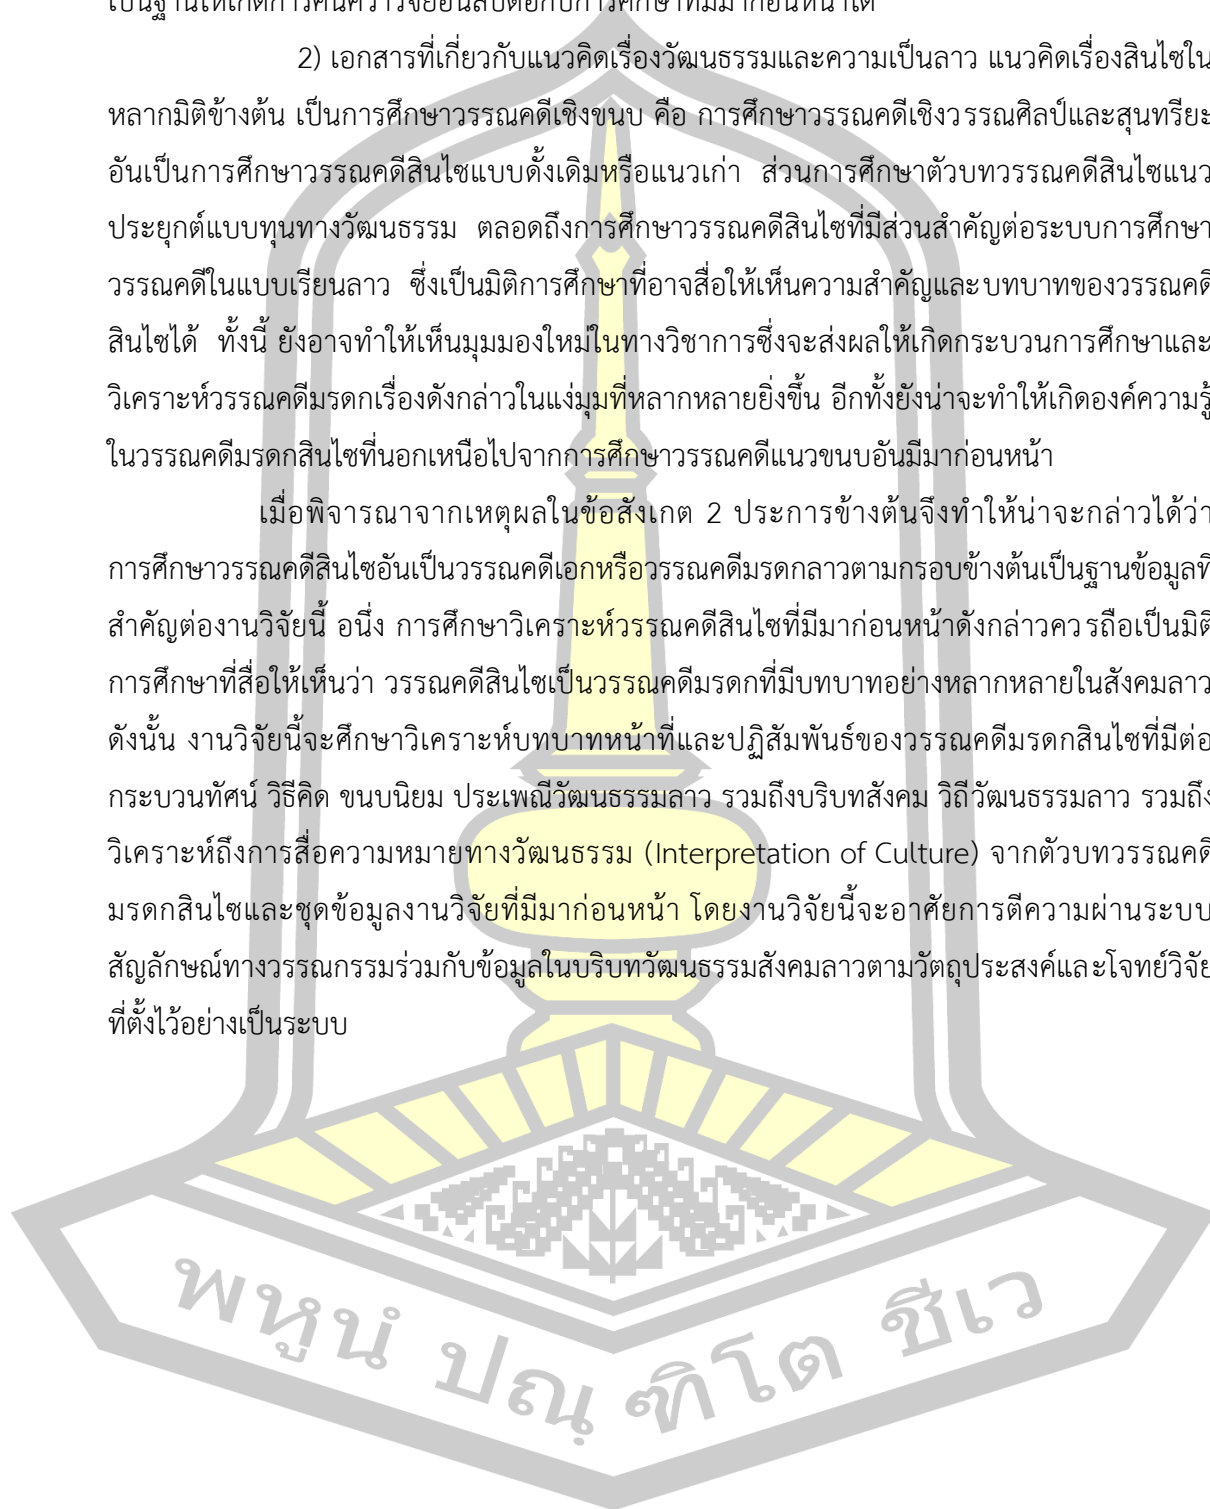 เป็นฐานให้เกิดการค้นคว้าวิจัยอันสืบต่อกับการศึกษาที่มีมาก่อนหน้าได้
2) เอกสารที่เกี่ยวกับแนวคิดเรื่องวัฒนธรรมและความเป็นลาว แนวคิดเรื่องสินไซใน
หลากมิติข้างต้น เป็นการศึกษาวรรณคดีเชิงขนบ คือ การศึกษาวรรณคดีเชิงวรรณศิลป์และสุนทรียะ
อันเป็นการศึกษาวรรณคดีสินไซแบบดั้งเดิมหรือแนวเก่า ส่วนการศึกษาตัวบทวรรณคดีสินไซแนว
ประยุกต์แบบทุนทางวัฒนธรรม ตลอดถึงการศึกษาวรรณคดีสินไซที่มีส่วนสำคัญต่อระบบการศึกษา
วรรณคดีในแบบเรียนลาว ซึ่งเป็นมิติการศึกษาที่อาจสื่อให้เห็นความสำคัญและบทบาทของวรรณคดี
สินไซได้ ทั้งนี้ ยังอาจทำให้เห็นมุมมองใหม่ในทางวิชาการซึ่งจะส่งผลให้เกิดกระบวนการศึกษาและ
วิเคราะห์วรรณคดีมรดกเรื่องดังกล่าวในแง่มุมที่หลากหลายยิ่งขึ้น อีกทั้งยังน่าจะทำให้เกิดองค์ความรู้
ในวรรณคดีมรดกสินไซที่นอกเหนือไปจากการศึกษาวรรณคดีแนวขนบอันมีมาก่อนหน้า
เมื่อพิจารณาจากเหตุผลในข้อสังเกต 2 ประการข้างต้นจึงทำให้น่าจะกล่าวได้ว่า
การศึกษาวรรณคดีสินไซอันเป็นวรรณคดีเอกหรือวรรณคดีมรดกลาวตามกรอบข้างต้นเป็นฐานข้อมูลที่
สำคัญต่องานวิจัยนี้ อนึ่ง การศึกษาวิเคราะห์วรรณคดีสินไซที่มีมาก่อนหน้าดังกล่าวควรถือเป็นมิติ
การศึกษาที่สื่อให้เห็นว่า วรรณคดีสินไซเป็นวรรณคดีมรดกที่มีบทบาทอย่างหลากหลายในสังคมลาว
ดังนั้น งานวิจัยนี้จะศึกษาวิเคราะห์บทบาทหน้าที่และปฏิสัมพันธ์ของวรรณคดีมรดกสินไซที่มีต่อ
กระบวนทัศน์ วิธีคิด ขนบนิยม ประเพณีวัฒนธรรมลาว รวมถึงบริบทสังคม วิถีวัฒนธรรมลาว รวมถึง
วิเคราะห์ถึงการสื่อความหมายทางวัฒนธรรม (Interpretation of Culture) จากตัวบทวรรณคดี
มรดกสินไซและชุดข้อมูลงานวิจัยที่มีมาก่อนหน้า โดยงานวิจัยนี้จะอาศัยการตีความผ่านระบบ
สัญลักษณ์ทางวรรณกรรมร่วมกับข้อมูลในบริบทวัฒนธรรมสังคมลาวตามวัตถุประสงค์และโจทย์วิจัย
ที่ตั้งไว้อย่างเป็นระบบ
พหูนํ ปณฺฑิโต ชีเว